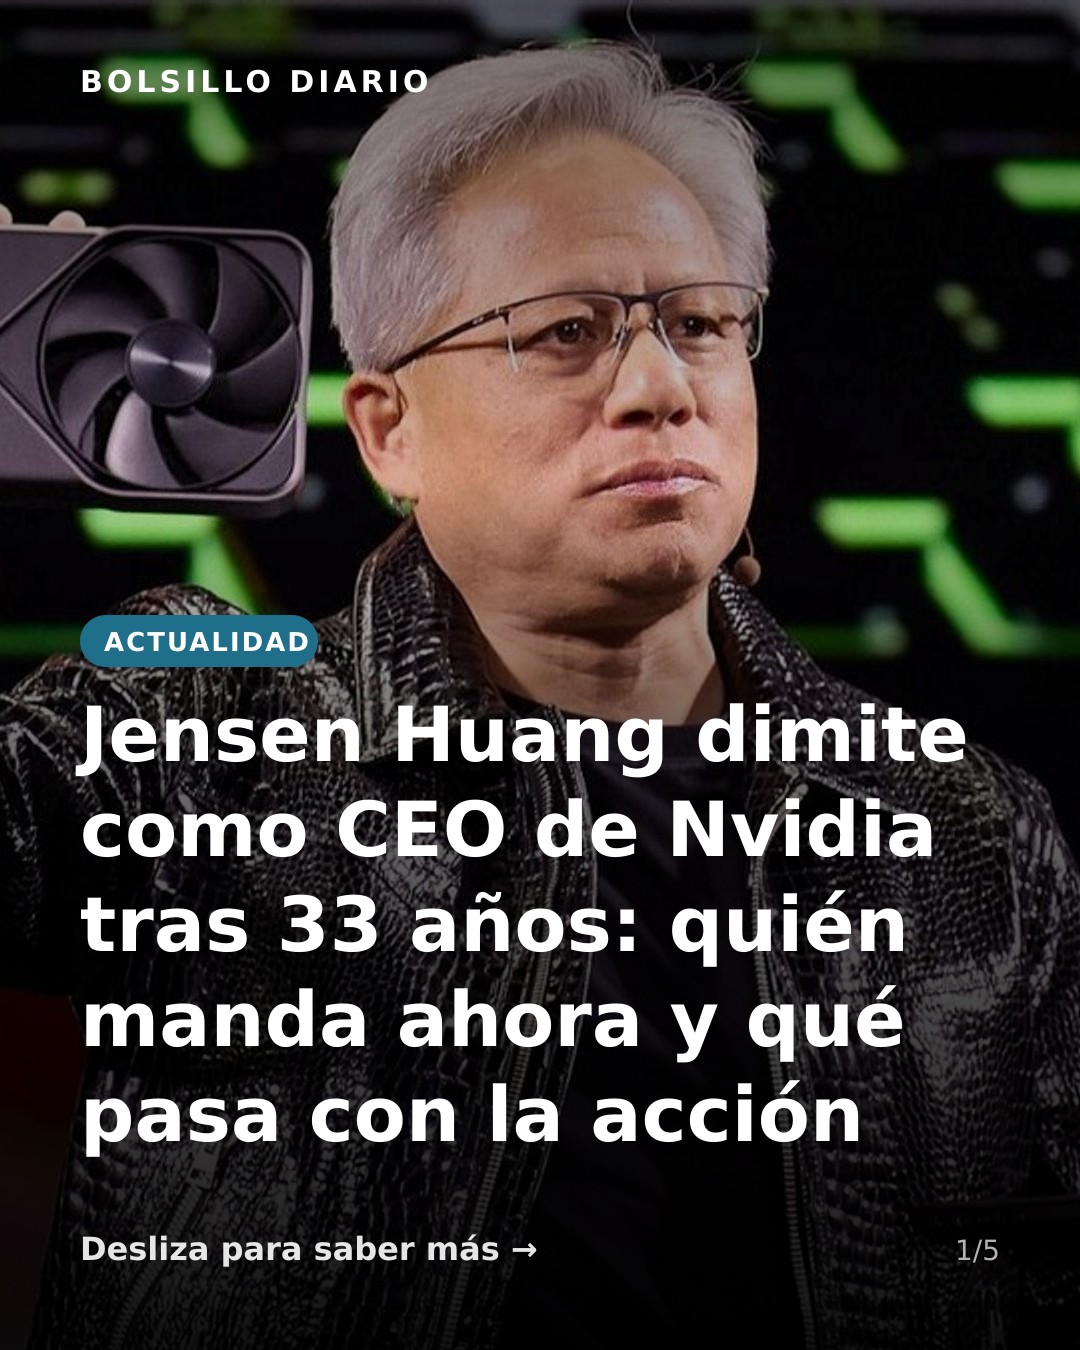 BOLSILLO DIARIO
ACTUALIDAD
Jensen Huang dimite
como CEO de Nvidia
tras 33 años: quién
manda ahora y qué
pasa con la acción
Desliza para saber más →
1/5